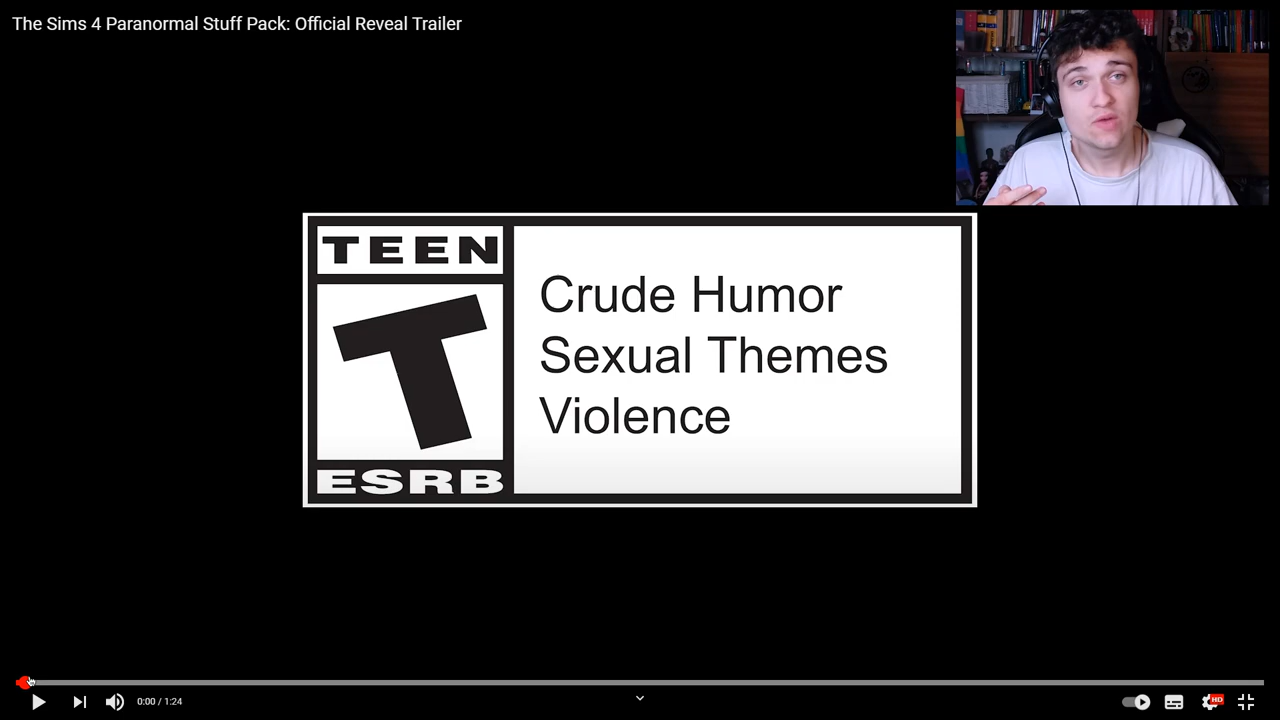 The Sims 4 Paranormal Stuff Pack: Official Reveal Trailer
TEEN
T
ESRB
Crude Humor
Sexual Themes
Violence
0:00 / 1:24
HD